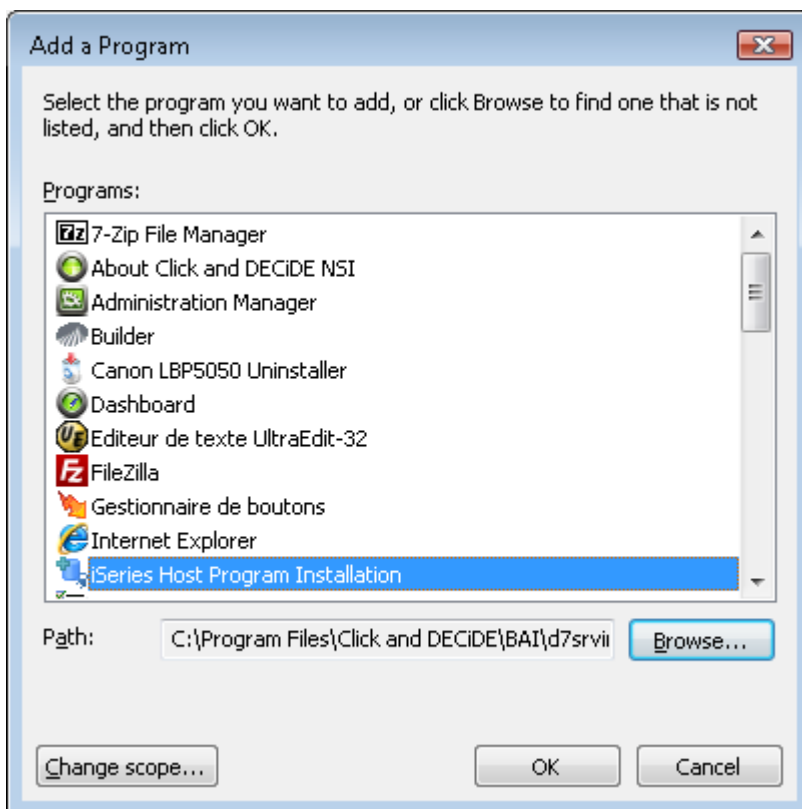 Add a Program
Select the program you want to add, or click Browse to find one that is not
listed, and then click OK.
Programs:
7-Zip File Manager
About Click and DECiDE NSI
Administration Manager
Builder
Canon LBP5050 Uninstaller
Dashboard
Editeur de texte UltraEdit-32
FileZilla
Gestionnaire de boutons
Internet Explorer
iSeries Host Program Installation
Path: C:\Program Files\Click and DECiDE\BAI\d7srvii Browse...
Change scope... OK Cancel